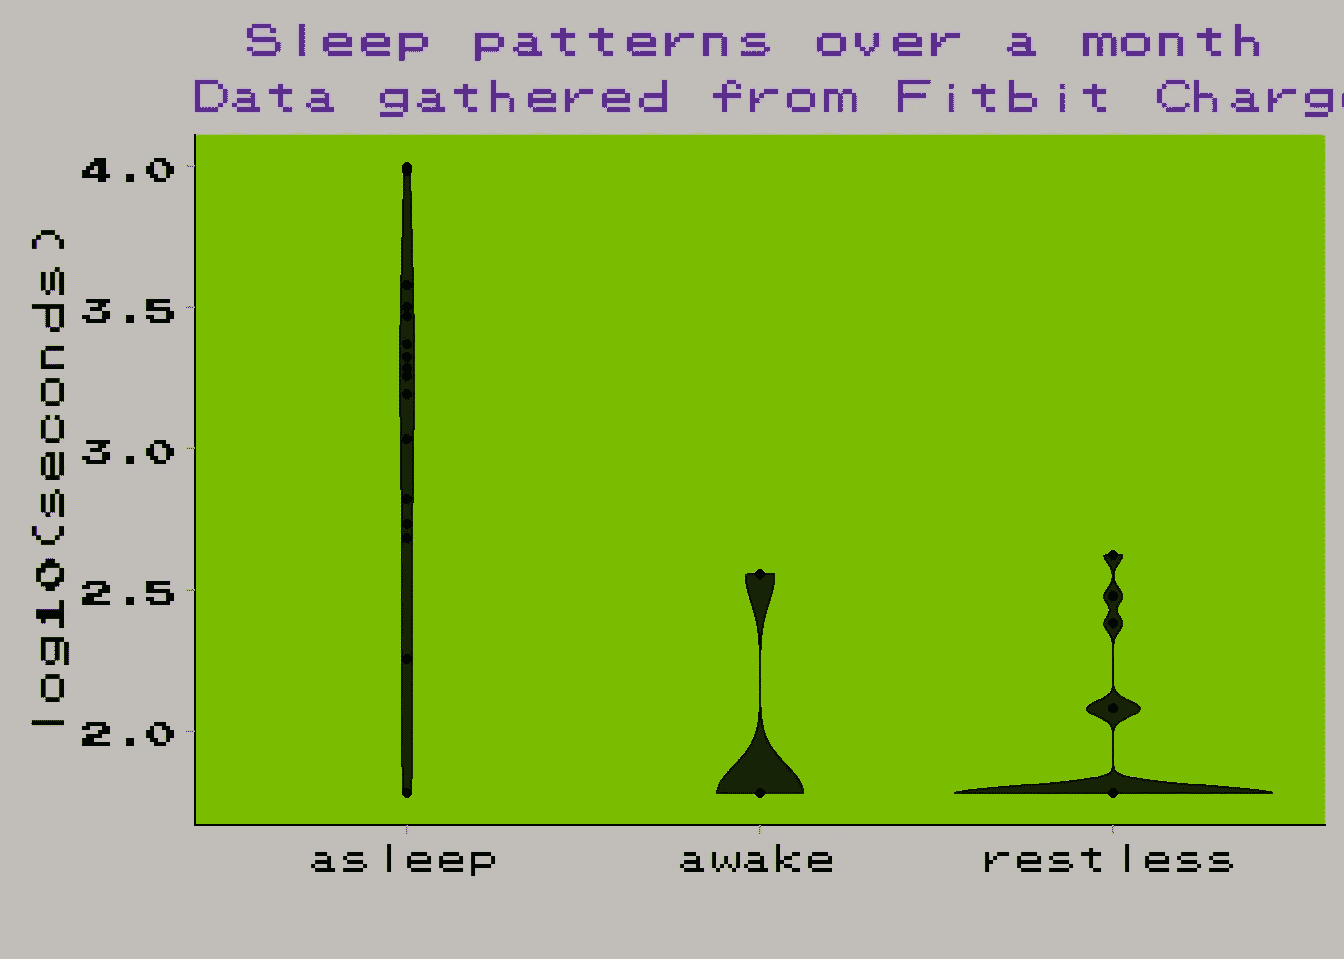 Sleep patterns over a month
Data gathered from Fitbit Charg
log10(seconds)
4.0
3.5
3.0
2.5
2.0
asleep awake restless